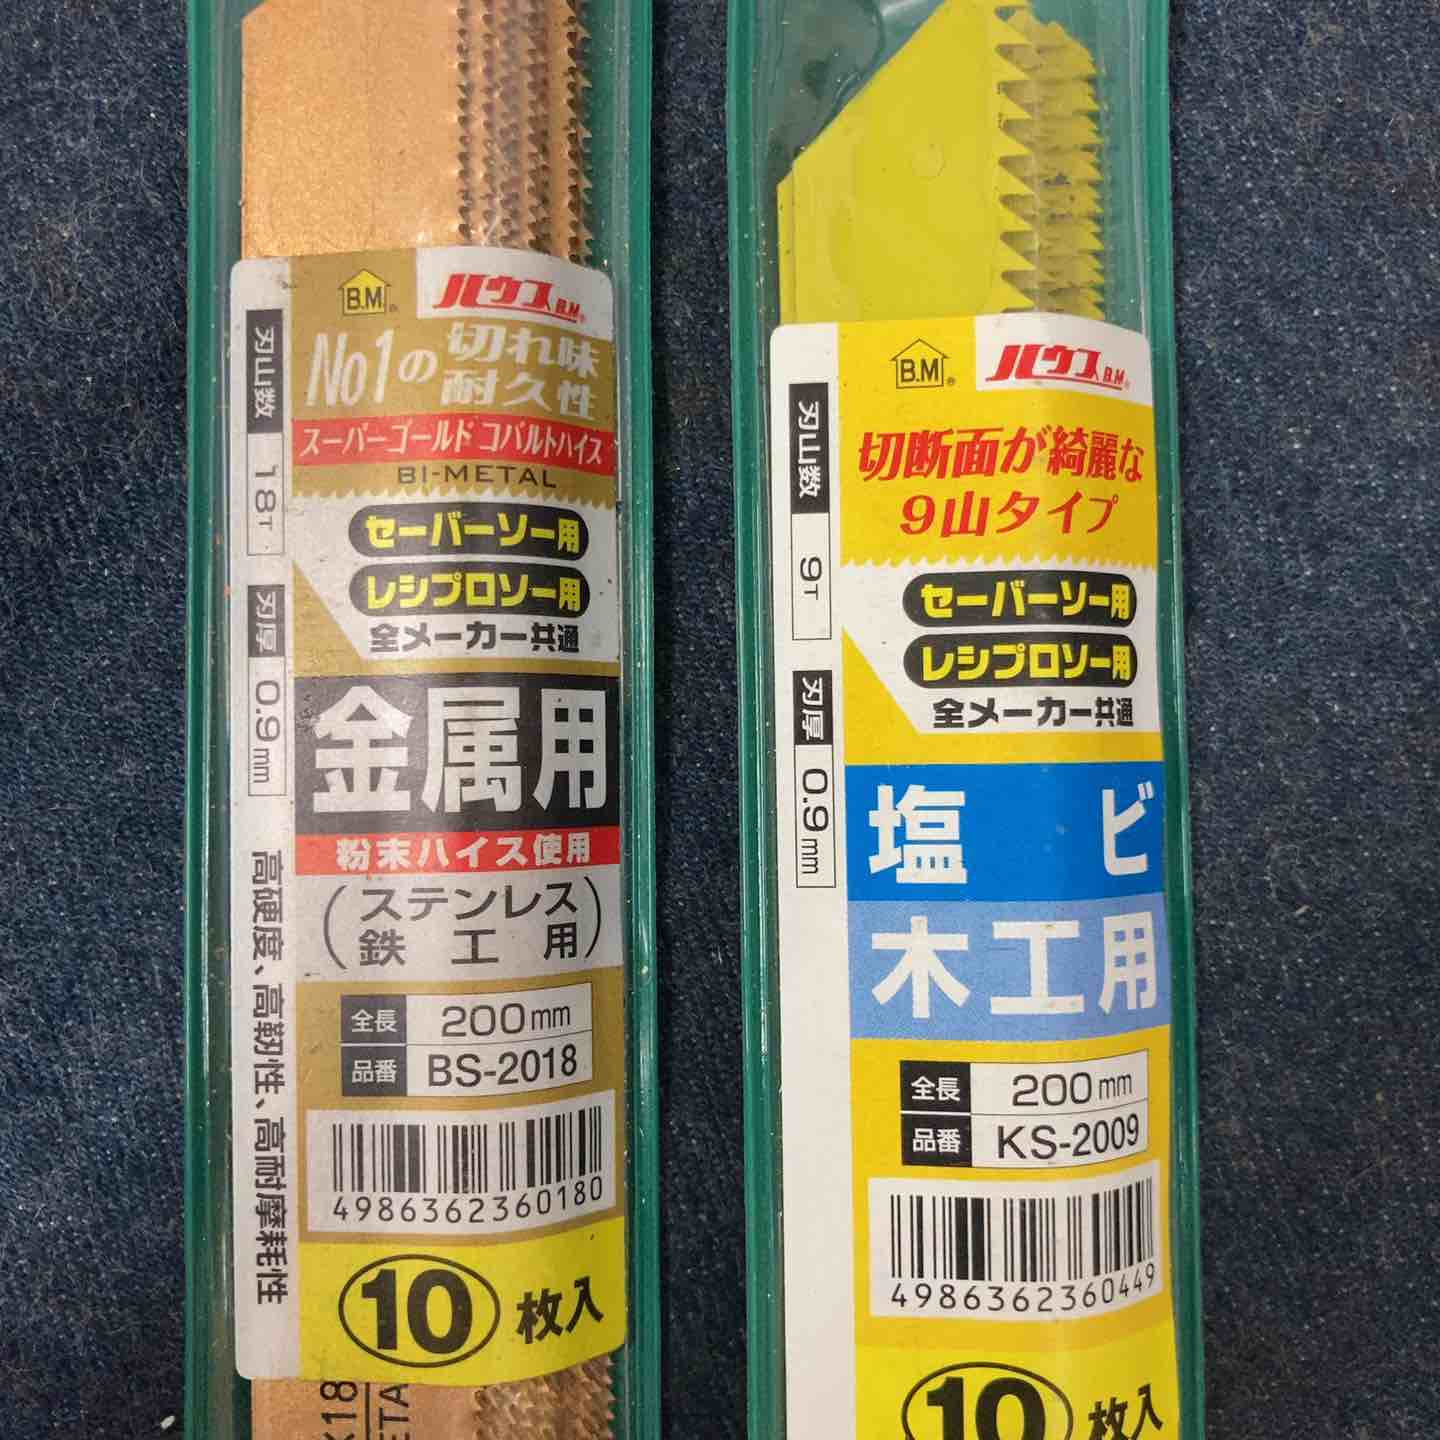 B.M
ハウス B.M
No1の 切れ味
耐久性
スーパーゴールド コバルトハイス
BI-METAL
セーバーソー用
レシプロソー用
全メーカー共通
金属用
粉末ハイス使用
(ステンレス
鉄工用)
全長 200mm
品番 BS-2018
4986362360180
10枚入
刃山数 18T
刃厚 0.9mm
高硬度、高靭性、高耐摩耗性
B.M
ハウス B.M
切断面が綺麗な
9山タイプ
セーバーソー用
レシプロソー用
全メーカー共通
塩ビ
木工用
全長 200mm
品番 KS-2009
4986362360449
10枚入
刃山数 9T
刃厚 0.9mm